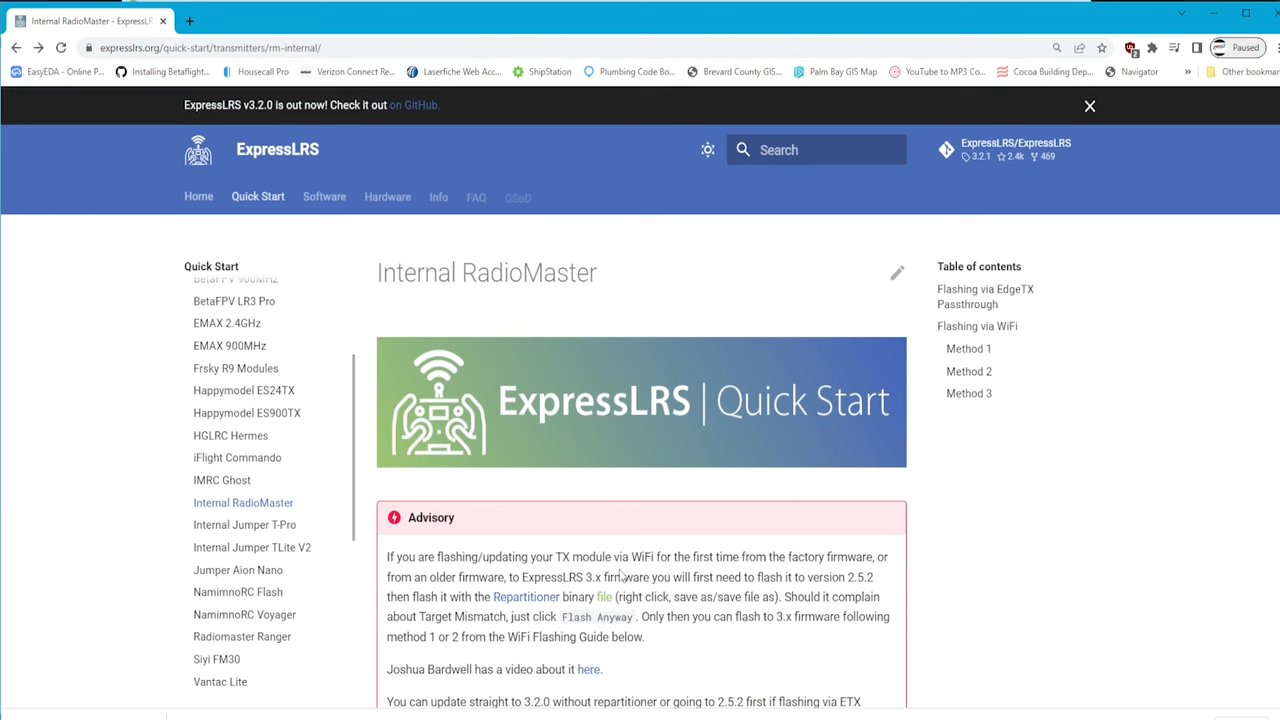 Internal RadioMaster - ExpressL
Paused
expresslrs.org/quick-start/transmitters/rm-internal/
2
EasyEDA - Online P...
Installing Betaflight...
Housecall Pro
Verizon Connect Re...
Laserfiche Web Acc...
ShipStation
Plumbing Code Bo...
Brevard County GIS...
Palm Bay GIS Map
YouTube to MP3 Co...
Cocoa Building Dep...
Navigator
»
Other bookmar
ExpressLRS v3.2.0 is out now! Check it out on GitHub.
ExpressLRS
Search
ExpressLRS/ExpressLRS
3.2.1 2.4k 469
Home
Quick Start
Software
Hardware
Info
FAQ
GSoD
Quick Start
BetaFPV 900MHz
BetaFPV LR3 Pro
EMAX 2.4GHz
EMAX 900MHz
Frsky R9 Modules
Happymodel ES24TX
Happymodel ES900TX
HGLRC Hermes
iFlight Commando
IMRC Ghost
Internal RadioMaster
Internal Jumper T-Pro
Internal Jumper TLite V2
Jumper Aion Nano
NamimnoRC Flash
NamimnoRC Voyager
Radiomaster Ranger
Siyi FM30
Vantac Lite
Internal RadioMaster
ExpressLRS | Quick Start
Advisory
If you are flashing/updating your TX module via WiFi for the first time from the factory firmware, or
from an older firmware, to ExpressLRS 3.x firmware you will first need to flash it to version 2.5.2
then flash it with the Repartitioner binary file (right click, save as/save file as). Should it complain
about Target Mismatch, just click Flash Anyway. Only then you can flash to 3.x firmware following
method 1 or 2 from the WiFi Flashing Guide below.
Joshua Bardwell has a video about it here.
You can update straight to 3.2.0 without repartitioner or going to 2.5.2 first if flashing via ETX
Table of contents
Flashing via EdgeTX
Passthrough
Flashing via WiFi
Method 1
Method 2
Method 3